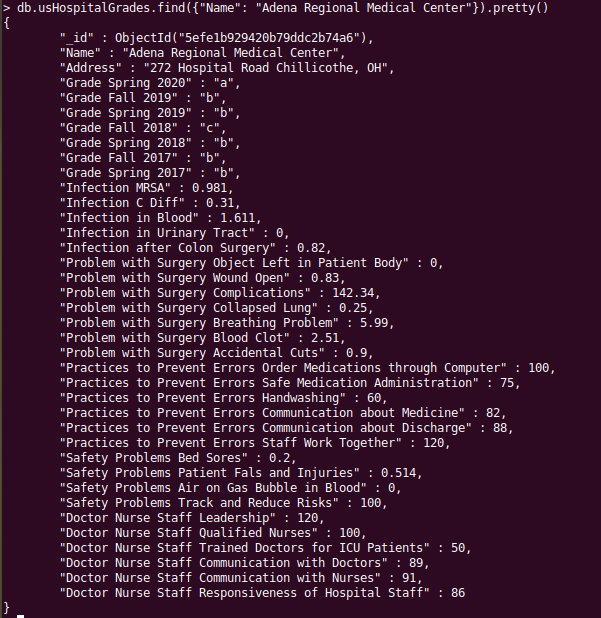 > db.usHospitalGrades.find({"Name": "Adena Regional Medical Center"}).pretty()
{
"_id" : ObjectId("5efe1b929420b79ddc2b74a6"),
"Name" : "Adena Regional Medical Center",
"Address" : "272 Hospital Road Chillicothe, OH",
"Grade Spring 2020" : "a",
"Grade Fall 2019" : "b",
"Grade Spring 2019" : "b",
"Grade Fall 2018" : "c",
"Grade Spring 2018" : "b",
"Grade Fall 2017" : "b",
"Grade Spring 2017" : "b",
"Infection MRSA" : 0.981,
"Infection C Diff" : 0.31,
"Infection in Blood" : 1.611,
"Infection in Urinary Tract" : 0,
"Infection after Colon Surgery" : 0.82,
"Problem with Surgery Object Left in Patient Body" : 0,
"Problem with Surgery Wound Open" : 0.83,
"Problem with Surgery Complications" : 142.34,
"Problem with Surgery Collapsed Lung" : 0.25,
"Problem with Surgery Breathing Problem" : 5.99,
"Problem with Surgery Blood Clot" : 2.51,
"Problem with Surgery Accidental Cuts" : 0.9,
"Practices to Prevent Errors Order Medications through Computer" : 100,
"Practices to Prevent Errors Safe Medication Administration" : 75,
"Practices to Prevent Errors Handwashing" : 60,
"Practices to Prevent Errors Communication about Medicine" : 82,
"Practices to Prevent Errors Communication about Discharge" : 88,
"Practices to Prevent Errors Staff Work Together" : 120,
"Safety Problems Bed Sores" : 0.2,
"Safety Problems Patient Fals and Injuries" : 0.514,
"Safety Problems Air on Gas Bubble in Blood" : 0,
"Safety Problems Track and Reduce Risks" : 100,
"Doctor Nurse Staff Leadership" : 120,
"Doctor Nurse Staff Qualified Nurses" : 100,
"Doctor Nurse Staff Trained Doctors for ICU Patients" : 50,
"Doctor Nurse Staff Communication with Doctors" : 89,
"Doctor Nurse Staff Communication with Nurses" : 91,
"Doctor Nurse Staff Responsiveness of Hospital Staff" : 86
}